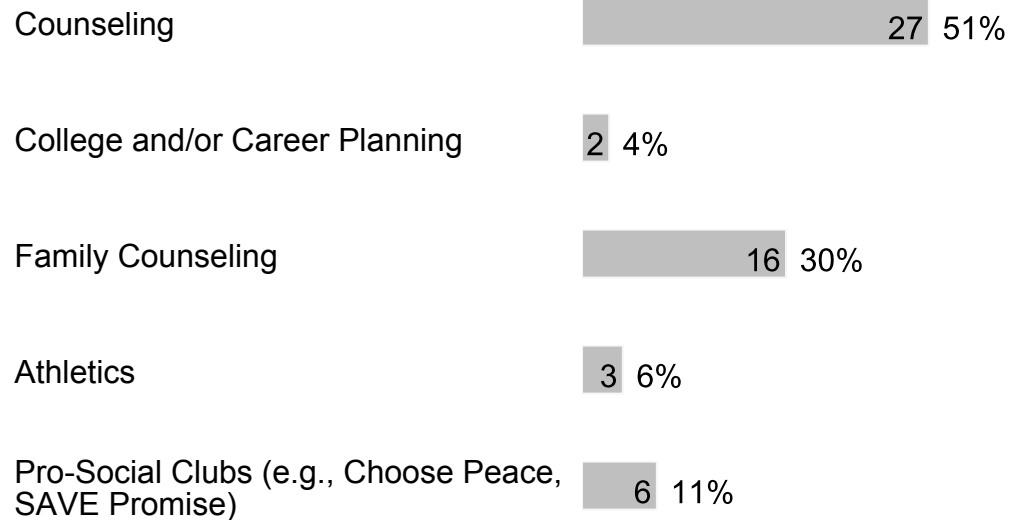 Counseling 27 51%
College and/or Career Planning 2 4%
Family Counseling 16 30%
Athletics 3 6%
Pro-Social Clubs (e.g., Choose Peace,
SAVE Promise) 6 11%